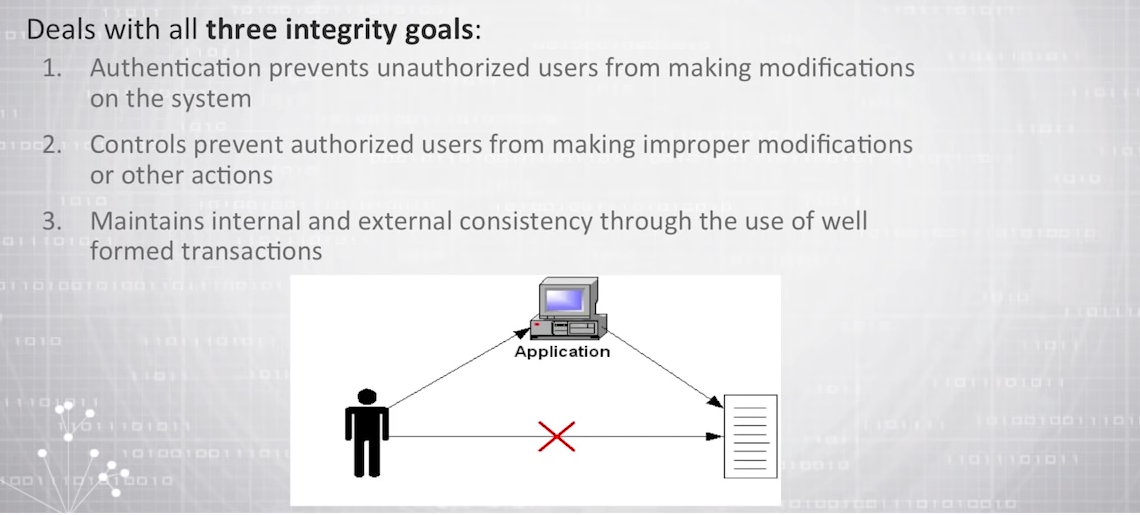 Deals with all three integrity goals:
1. Authentication prevents unauthorized users from making modifications
on the system
2. Controls prevent authorized users from making improper modifications
or other actions
3. Maintains internal and external consistency through the use of well
formed transactions
Application